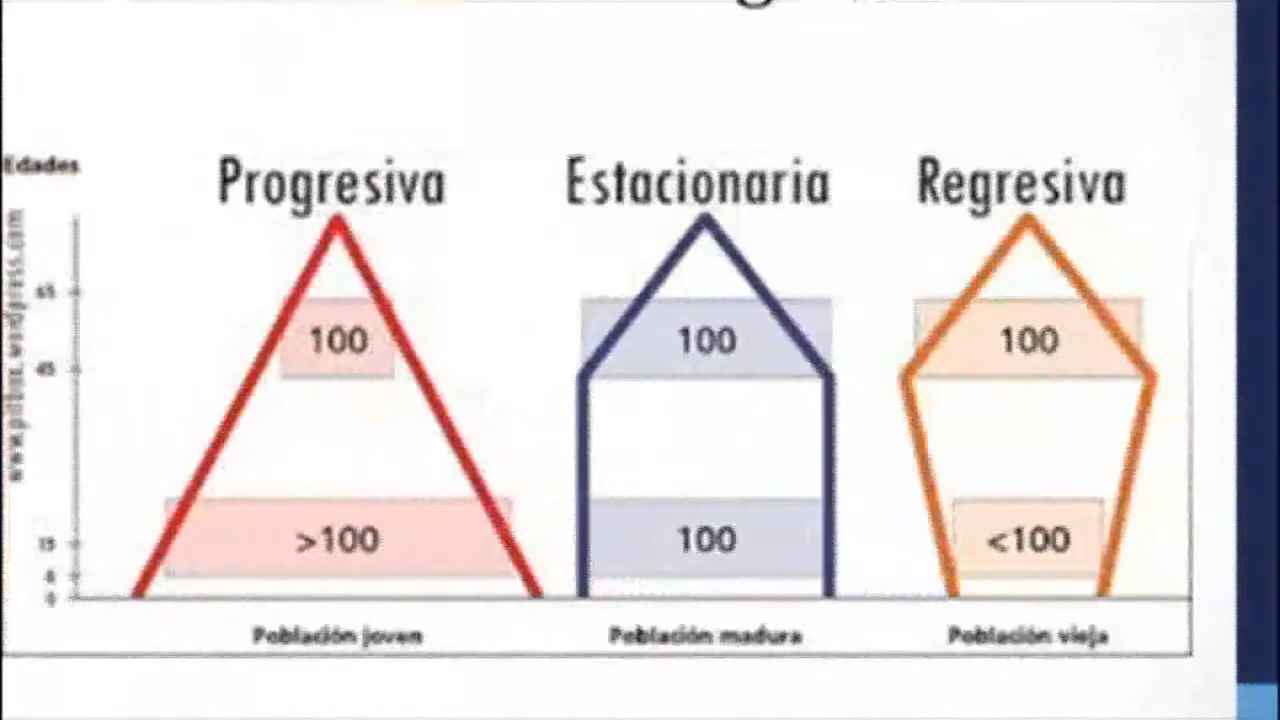 Edades
Progresiva
Estacionaria
Regresiva
65
100
100
100
45
15
>100
100
<100
0
Población joven
Población madura
Población vieja